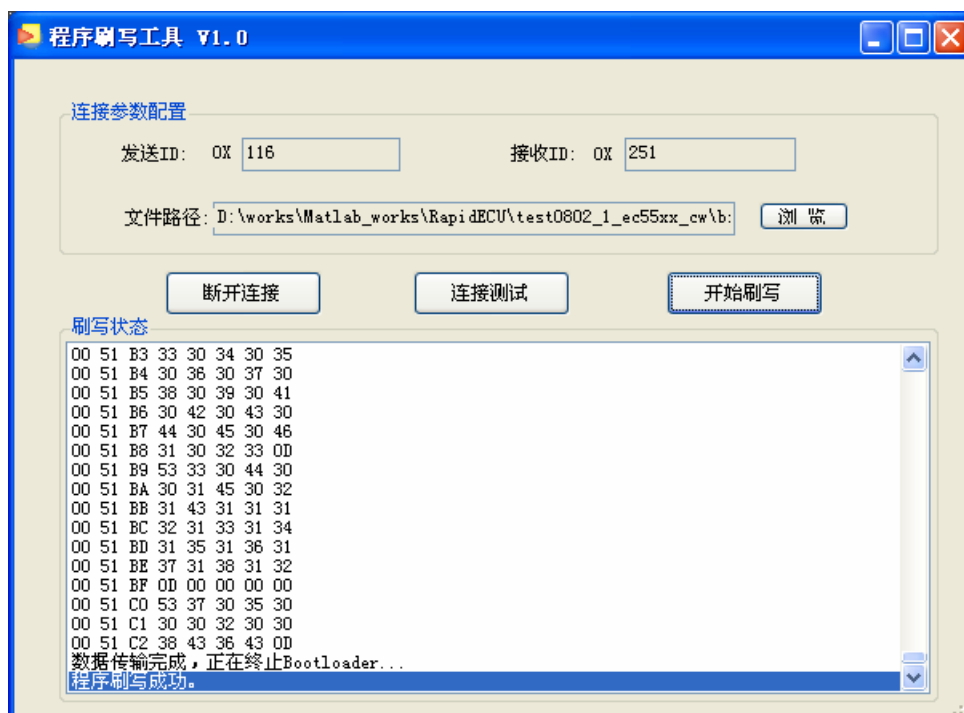 程序刷写工具 V1.0
连接参数配置
发送ID: 0X 116 接收ID: 0X 251
文件路径: D:\works\Matlab_works\RapidECU\test0802_1_ec55xx_cw\b: 浏 览
断开连接 连接测试 开始刷写
刷写状态
00 51 B3 33 30 34 30 35
00 51 B4 30 36 30 37 30
00 51 B5 38 30 39 30 41
00 51 B6 30 42 30 43 30
00 51 B7 44 30 45 30 46
00 51 B8 31 30 32 33 0D
00 51 B9 53 33 30 44 30
00 51 BA 30 31 45 30 32
00 51 BB 31 43 31 31 31
00 51 BC 32 31 33 31 34
00 51 BD 31 35 31 36 31
00 51 BE 37 31 38 31 32
00 51 BF 0D 00 00 00 00
00 51 C0 53 37 30 35 30
00 51 C1 30 30 32 30 30
00 51 C2 38 43 36 43 0D
数据传输完成，正在终止Bootloader...
程序刷写成功。